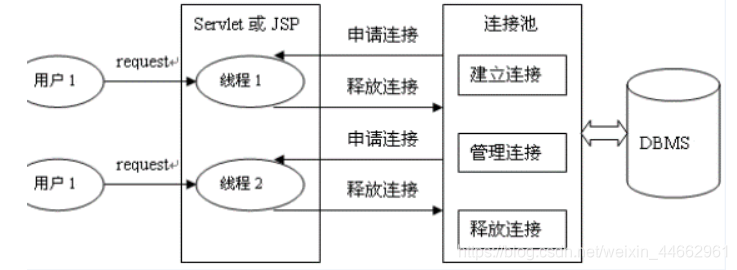 Servlet 或 JSP
连接池
用户 1
request
线程 1
申请连接
释放连接
建立连接
用户 1
request
线程 2
申请连接
释放连接
管理连接
释放连接
DBMS
https://blog.csdn.net/weixin_44662961